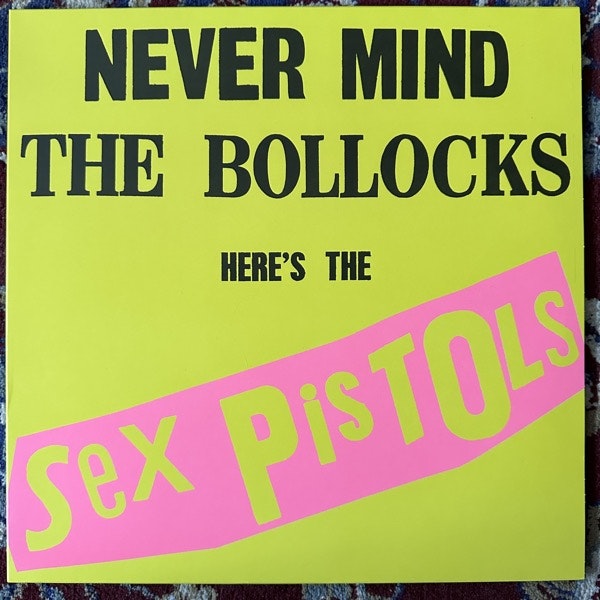 NEVER MIND
THE BOLLOCKS
HERE'S THE
Sex PisTOLS